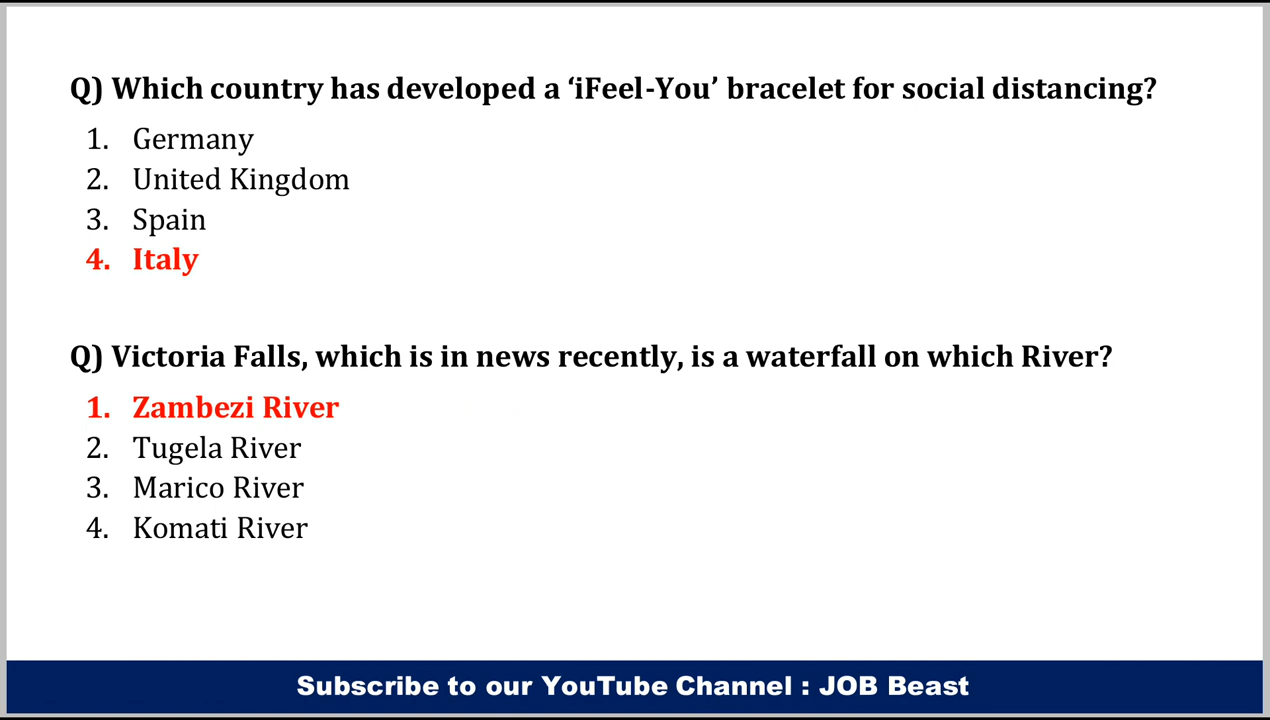 Q) Which country has developed a ‘iFeel-You’ bracelet for social distancing?
1. Germany
2. United Kingdom
3. Spain
4. Italy
Q) Victoria Falls, which is in news recently, is a waterfall on which River?
1. Zambezi River
2. Tugela River
3. Marico River
4. Komati River
Subscribe to our YouTube Channel : JOB Beast